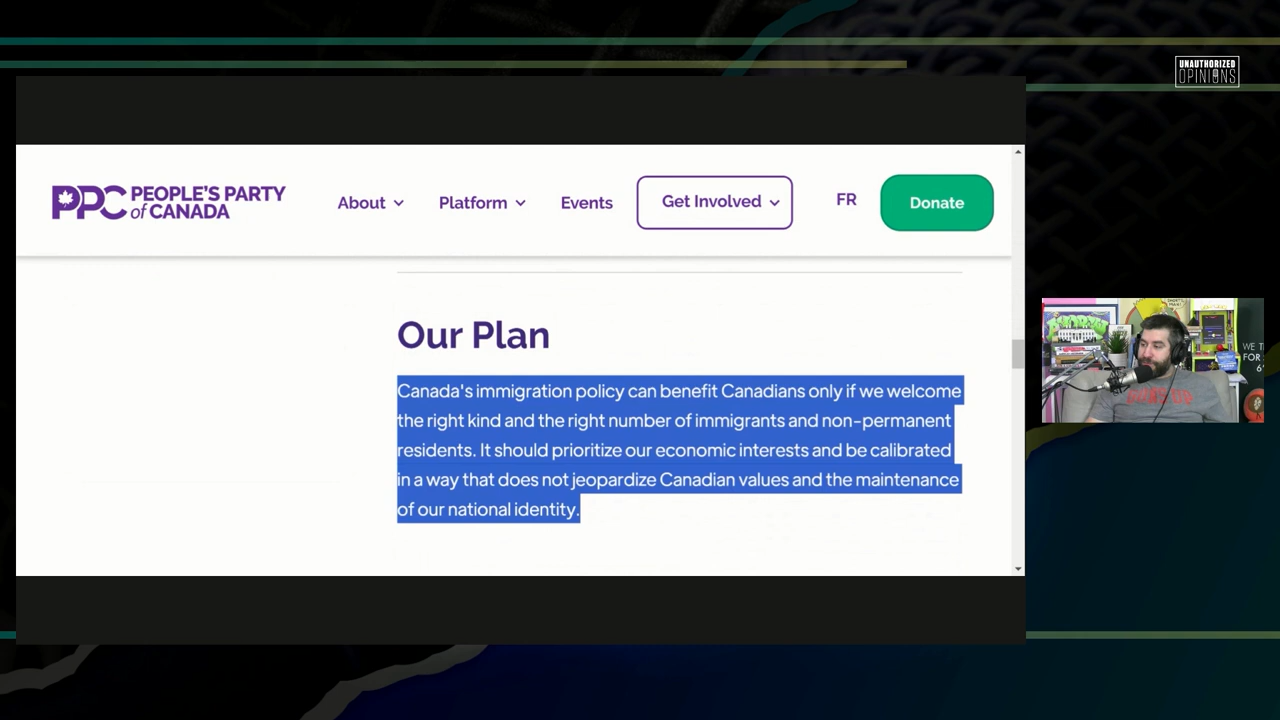 UNAUTHORIZED
OPINIONS
PPC PEOPLE'S PARTY
of CANADA
About
Platform
Events
Get Involved
FR
Donate
Our Plan
Canada's immigration policy can benefit Canadians only if we welcome
the right kind and the right number of immigrants and non-permanent
residents. It should prioritize our economic interests and be calibrated
in a way that does not jeopardize Canadian values and the maintenance
of our national identity.
WE T
FOR